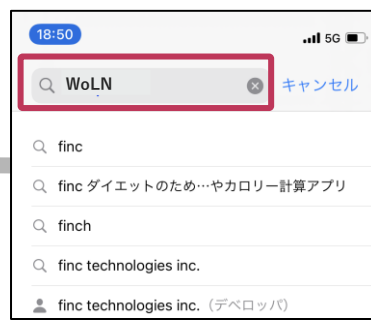 18:50 5G
WoLN キャンセル
finc
finc ダイエットのため…やカロリー計算アプリ
finch
finc technologies inc.
finc technologies inc.（デベロッパ）